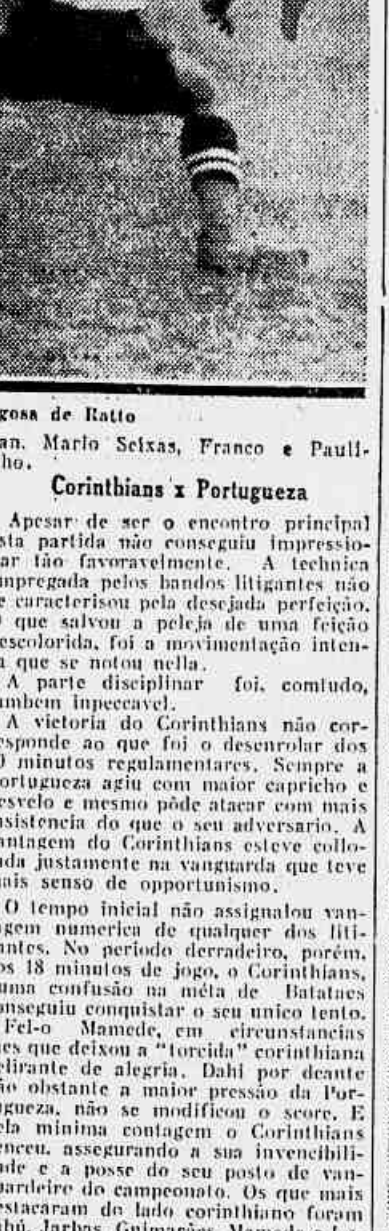 gosa de Ratto
an. Mario Seixas, Franco e Pauli-
ho.
Corinthians x Portugueza
Apesar de ser o encontro principal
sta partida não conseguiu impressio-
ar tão favoravelmente. A technica
mpregada pelos bandos litigantes não
e caracterisou pela desejada perfeição.
que salvou a peleja de uma feição
escolorida, foi a movimentação inten-
a que se notou nella.
A parte disciplinar foi, comtudo,
ambem inpeccavel.
A victoria do Corinthians não cor-
esponde ao que foi o desenrolar dos
0 minutos regulamentares. Sempre a
ortugueza agiu com maior capricho e
esvelo e mesmo pôde atacar com mais
nsistencia do que o seu adversario. A
antagem do Corinthians esteve collo-
ada justamente na vanguarda que teve
ais senso de opportunismo.
O tempo inicial não assignalou van-
agem numerica de qualquer dos liti-
antes. No periodo derradeiro, porém,
os 18 minutos de jogo, o Corinthians,
uma confusão na méta de Batataes
onseguiu conquistar o seu unico tento.
Fel-o Mamede, em circunstancias
aes que deixou a "torcida" corinthiana
elirante de alegria. Dahi por deante
ão obstante a maior pressão da Por-
ugueza, não se modificou o score. E
ela minima contagem o Corinthians
enceu, assegurando a sua invencibili-
ade e a posse do seu posto de van-
uardeiro do campeonato. Os que mais
estacaram do lado corinthiano foram
ahú, Jarbas, Guimarães